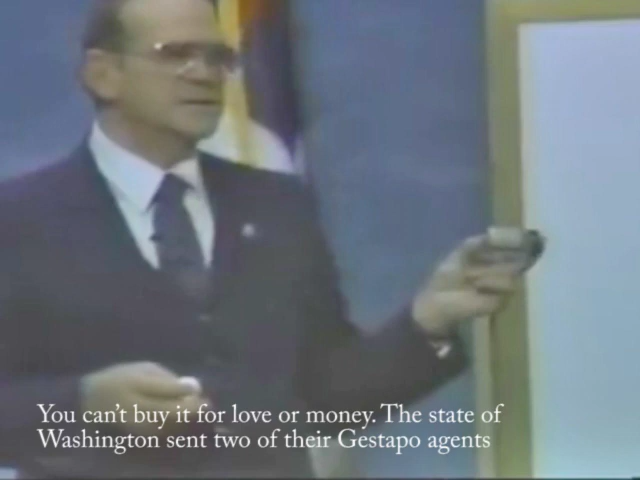 You can't buy it for love or money. The state of
Washington sent two of their Gestapo agents